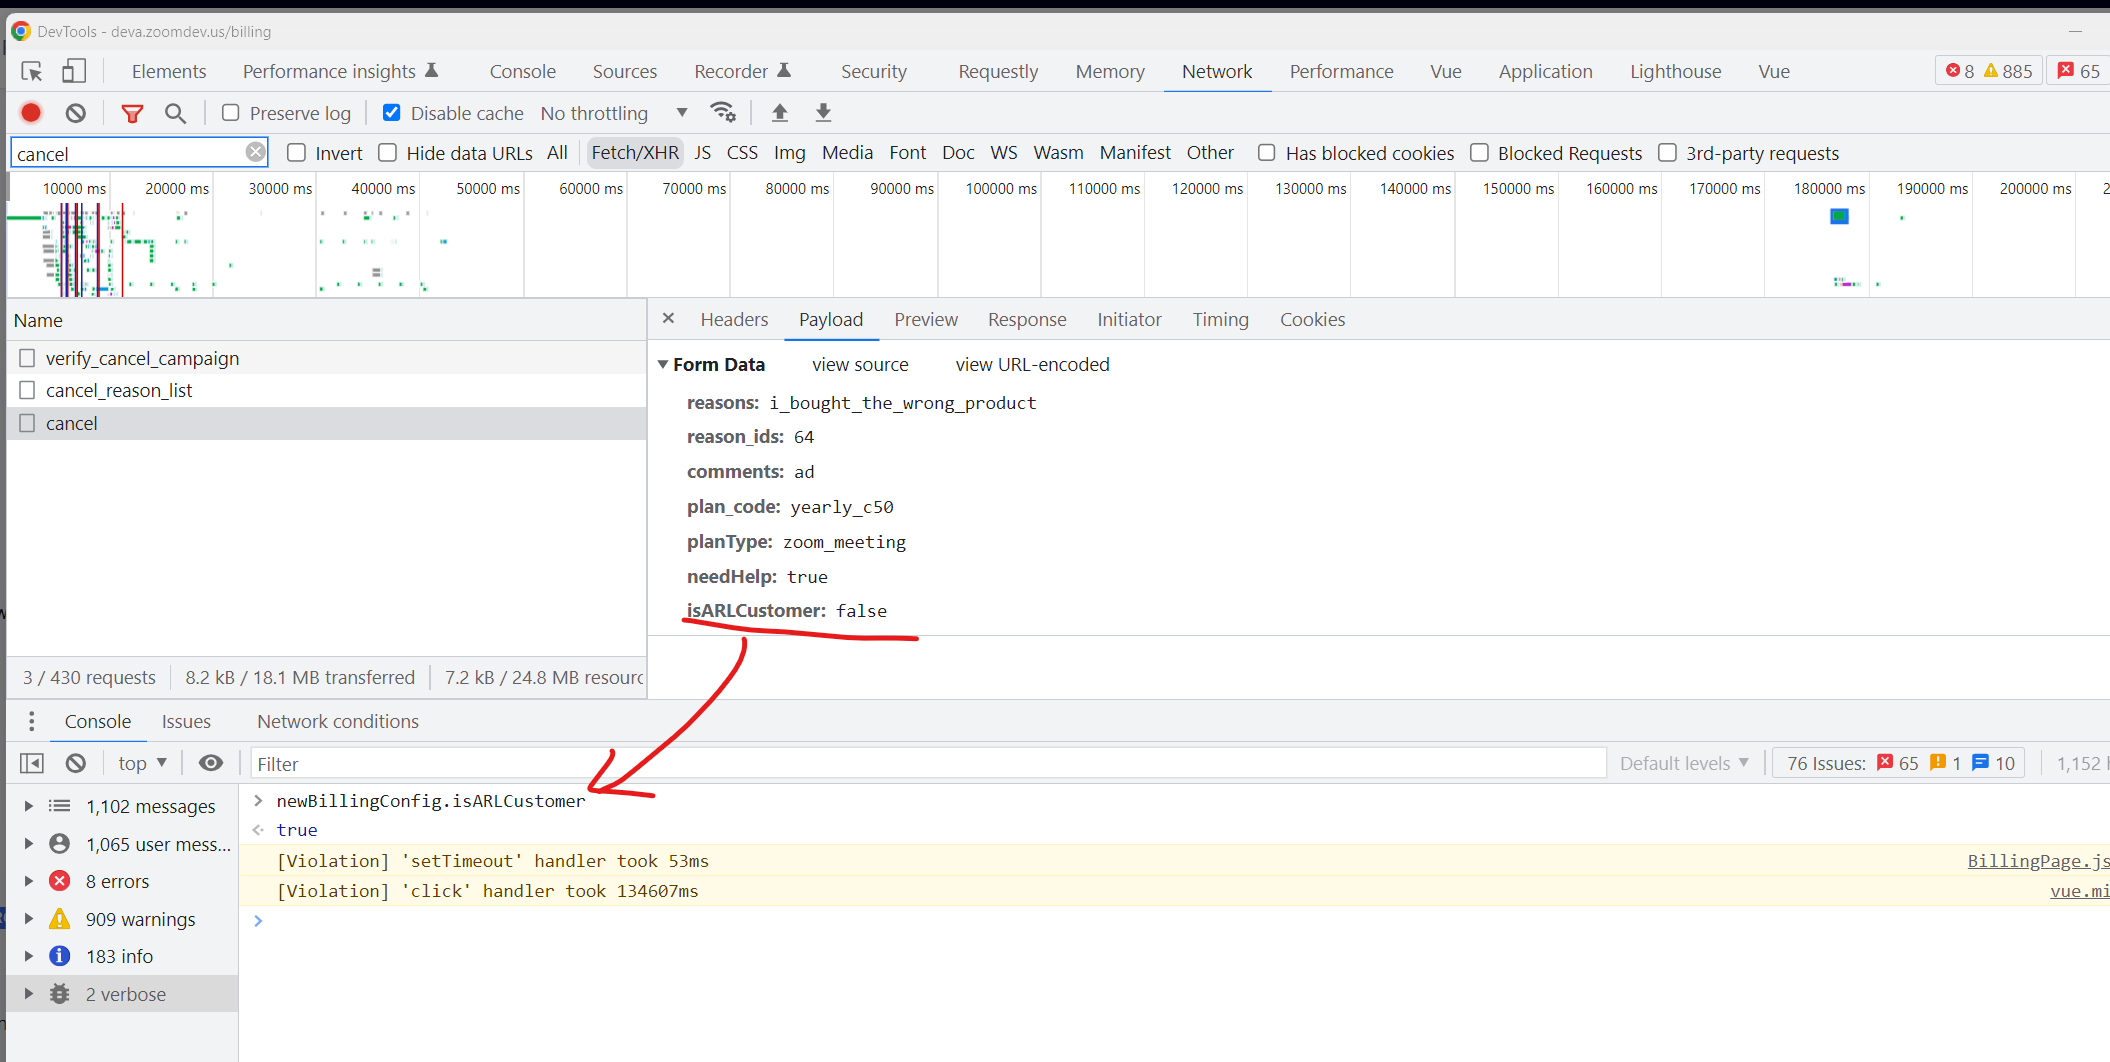 DevTools - deva.zoomdev.us/billing
Elements Performance insights Console Sources Recorder Security Requestly Memory Network Performance Vue Application Lighthouse Vue 8 885 65
Preserve log Disable cache No throttling
cancel Invert Hide data URLs All Fetch/XHR JS CSS Img Media Font Doc WS Wasm Manifest Other Has blocked cookies Blocked Requests 3rd-party requests
10000 ms 20000 ms 30000 ms 40000 ms 50000 ms 60000 ms 70000 ms 80000 ms 90000 ms 100000 ms 110000 ms 120000 ms 130000 ms 140000 ms 150000 ms 160000 ms 170000 ms 180000 ms 190000 ms 200000 ms 2
Name
verify_cancel_campaign
cancel_reason_list
cancel
3 / 430 requests 8.2 kB / 18.1 MB transferred 7.2 kB / 24.8 MB resourc
Headers Payload Preview Response Initiator Timing Cookies
Form Data view source view URL-encoded
reasons: i_bought_the_wrong_product
reason_ids: 64
comments: ad
plan_code: yearly_c50
planType: zoom_meeting
needHelp: true
isARLCustomer: false
Console Issues Network conditions
top Filter Default levels 76 Issues: 65 1 10 1,152
1,102 messages
1,065 user mess...
8 errors
909 warnings
183 info
2 verbose
newBillingConfig.isARLCustomer
true
[Violation] 'setTimeout' handler took 53ms BillingPage.js
[Violation] 'click' handler took 134607ms vue.mi